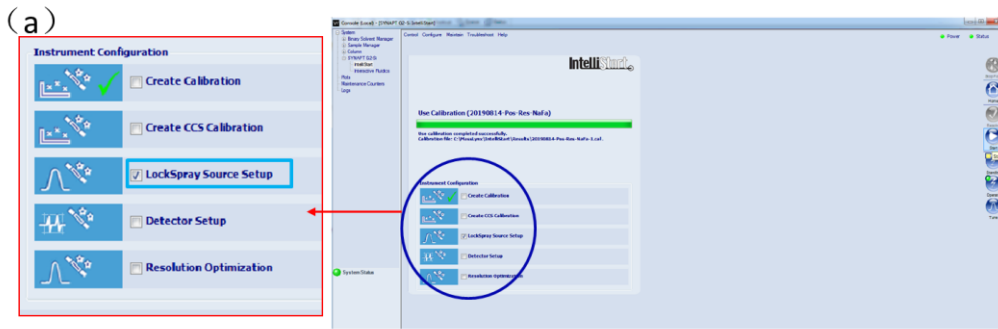 (a)
Instrument Configuration
Create Calibration
Create CCS Calibration
LockSpray Source Setup
Detector Setup
Resolution Optimization
Console (Local) - [SYNAPT G2-S IntelliStart]
Control Configure Maintain Troubleshoot Help
Power Status
System
Binary Solvent Manager
Sample Manager
Column
SYNAPT G2-S
IntelliStart
Interactive Fluidics
Plots
Maintenance Counters
Logs
System Status
IntelliStart
Use Calibration (20190814-Pos-Res-NaFa)
Use calibration completed successfully.
Instrument Configuration
Create Calibration
Create CCS Calibration
LockSpray Source Setup
Detector Setup
Resolution Optimization